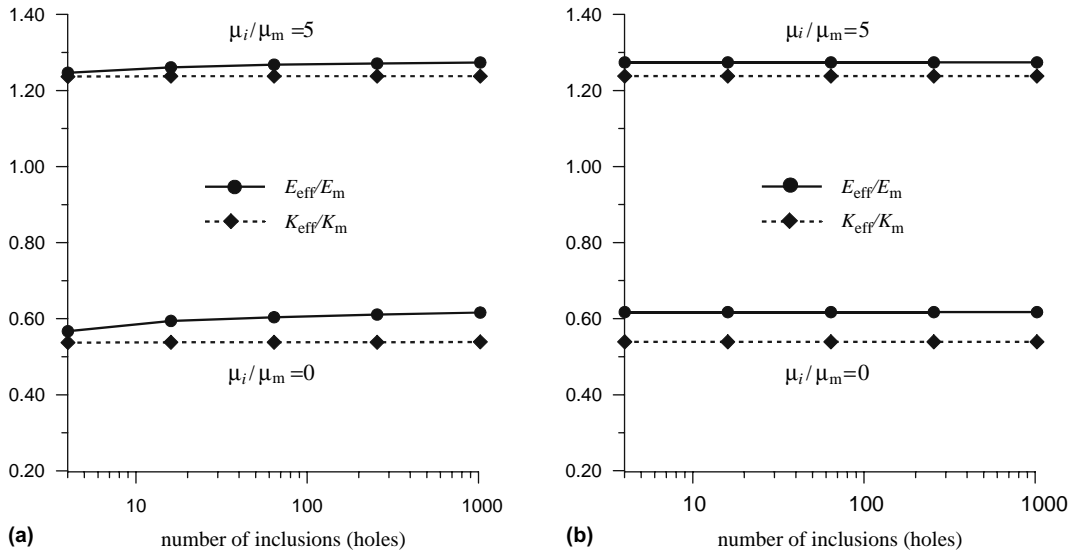 1.40
1.20
1.00
0.80
0.60
0.40
0.20
μi/μm=5
Eeff/Em
Keff/Km
μi/μm=0
10
100
1000
(a)
number of inclusions (holes)
1.40
1.20
1.00
0.80
0.60
0.40
0.20
μi/μm=5
Eeff/Em
Keff/Km
μi/μm=0
10
100
1000
(b)
number of inclusions (holes)